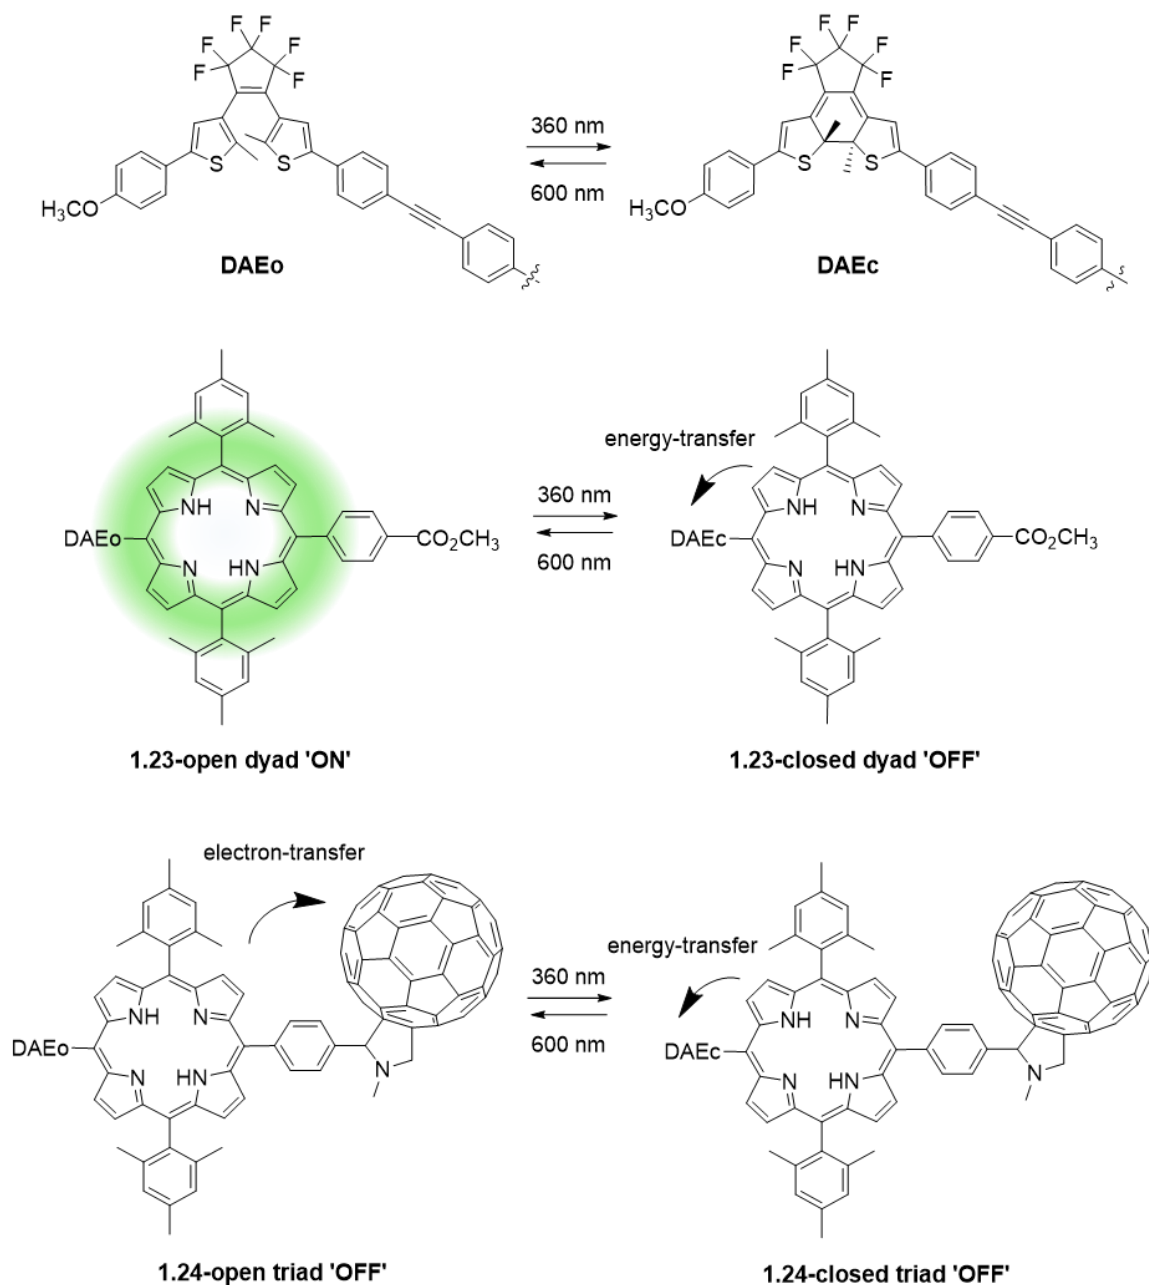 F F
F F
F F
S S
H₃CO
DAEo
360 nm
600 nm
F F
F F
F F
S S
H₃CO
DAEc
NH N
DAEo
N HN
CO₂CH₃
1.23-open dyad 'ON'
360 nm
600 nm
energy-transfer
NH N
DAEc
N HN
CO₂CH₃
1.23-closed dyad 'OFF'
electron-transfer
NH N
DAEo
N HN
N
1.24-open triad 'OFF'
360 nm
600 nm
energy-transfer
NH N
DAEc
N HN
N
1.24-closed triad 'OFF'